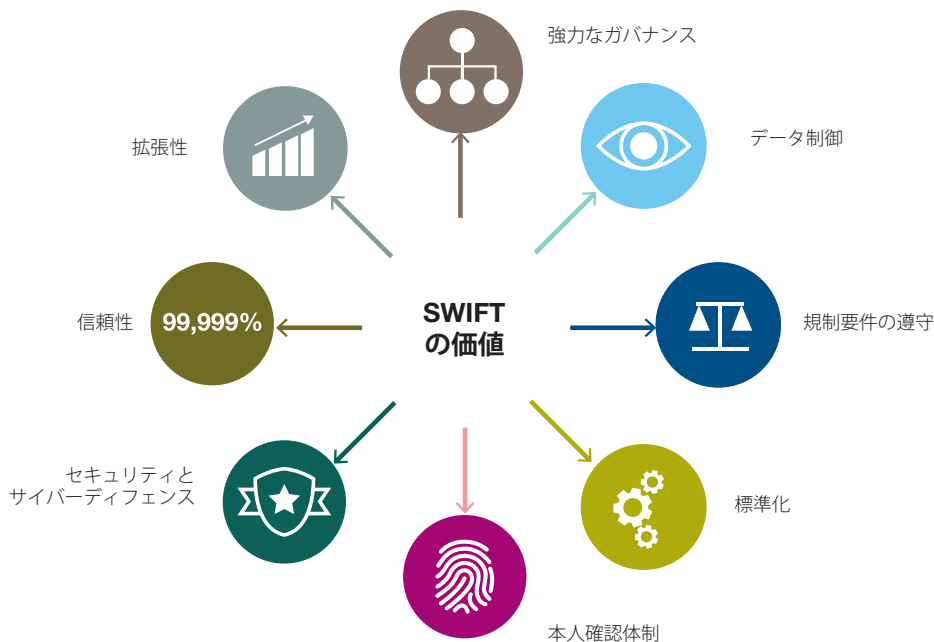 強力なガバナンス
データ制御
規制要件の遵守
標準化
本人確認体制
セキュリティと
サイバーディフェンス
信頼性
99,999%
拡張性
SWIFT
の価値